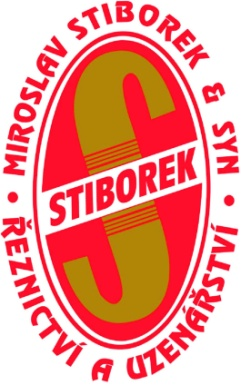 • MIROSLAV STIBOREK & SYN •
S
STIBOREK
ŘEZNICTVÍ A UZENÁŘSTVÍ